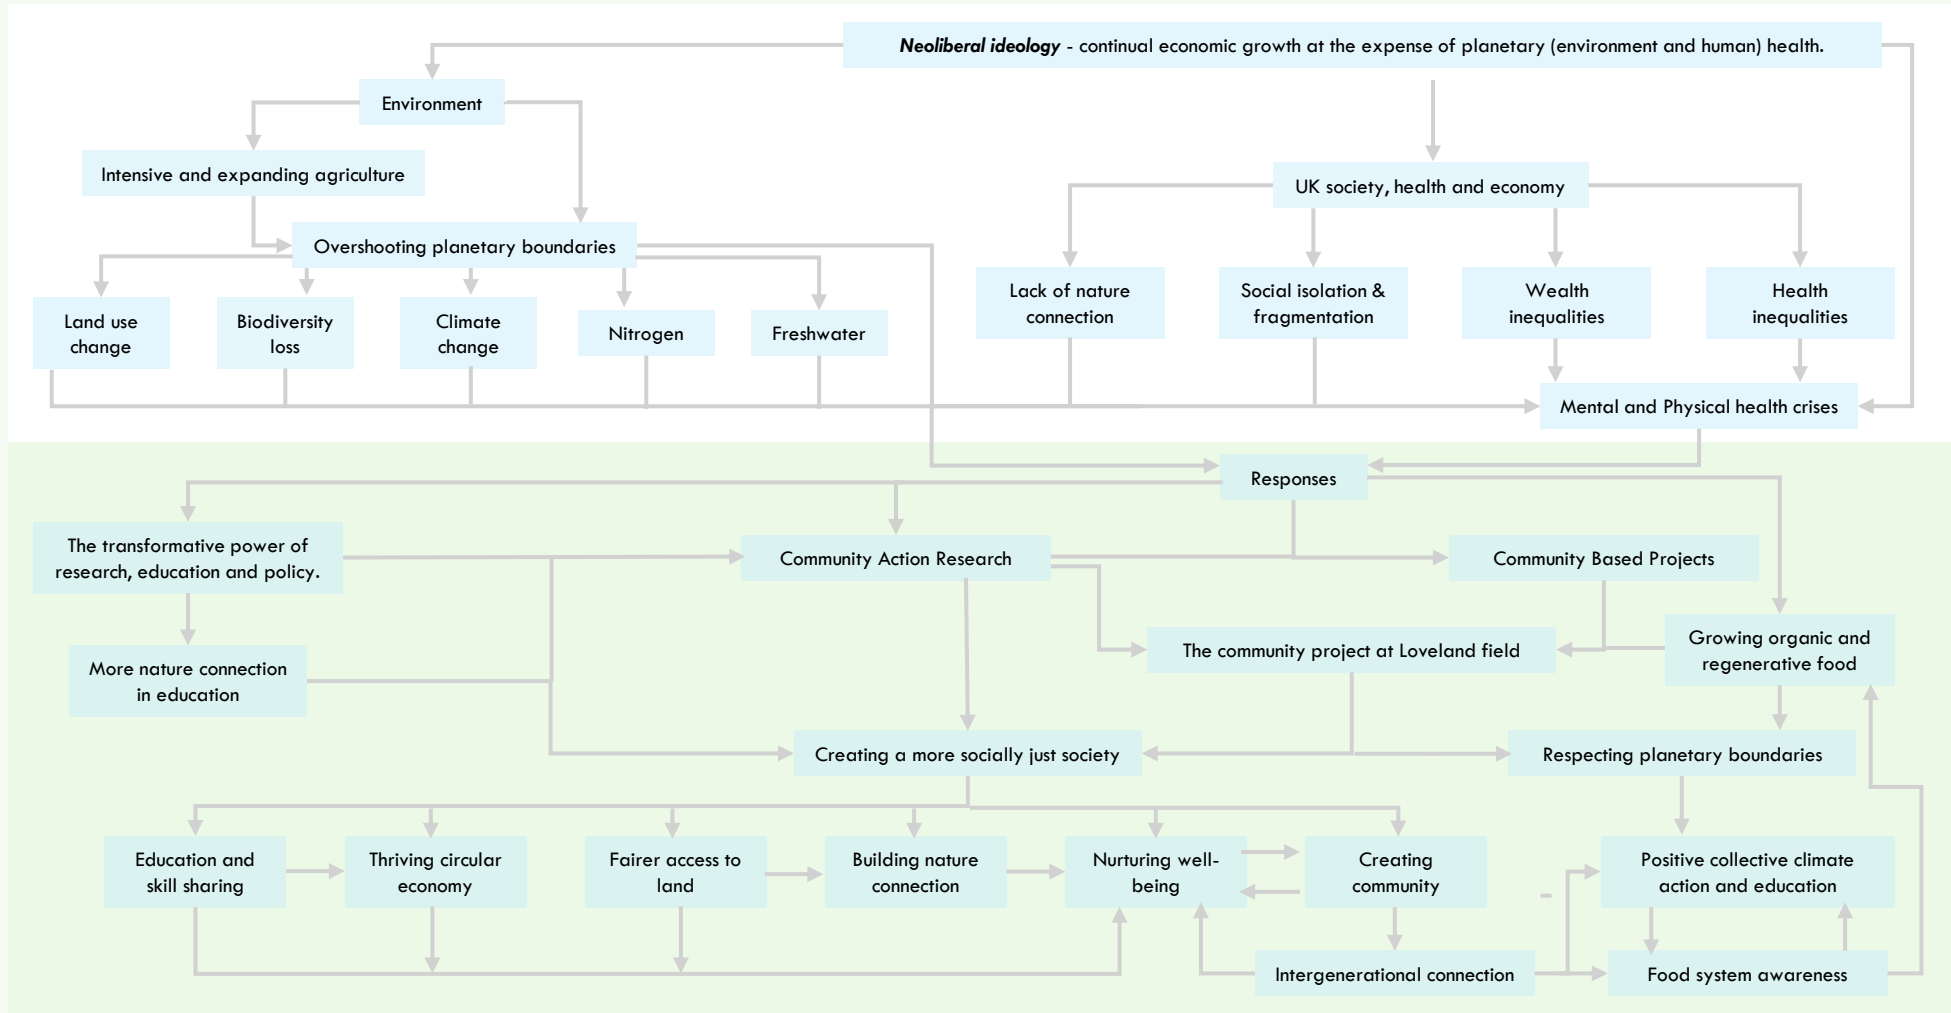 Neoliberal ideology - continual economic growth at the expense of planetary (environment and human) health.
Environment
Intensive and expanding agriculture
UK society, health and economy
Overshooting planetary boundaries
Land use
change
Biodiversity
loss
Climate
change
Nitrogen
Freshwater
Lack of nature
connection
Social isolation &
fragmentation
Wealth
inequalities
Health
inequalities
Mental and Physical health crises
Responses
The transformative power of
research, education and policy.
Community Action Research
Community Based Projects
More nature connection
in education
The community project at Loveland field
Growing organic and
regenerative food
Creating a more socially just society
Respecting planetary boundaries
Education and
skill sharing
Thriving circular
economy
Fairer access to
land
Building nature
connection
Nurturing well-
being
Creating
community
Positive collective climate
action and education
Intergenerational connection
Food system awareness